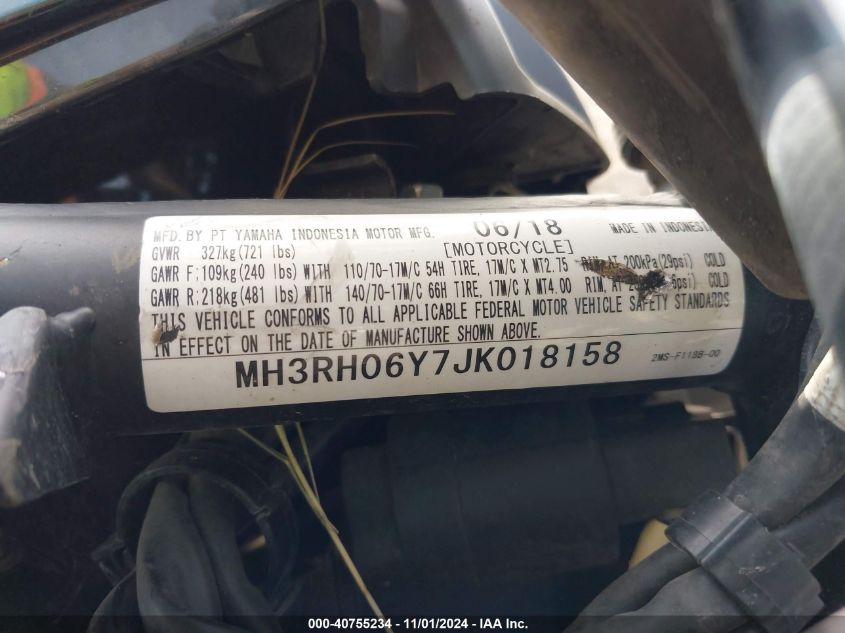 MFD. BY PT YAMAHA INDONESIA MOTOR MFG. 06/18 MADE IN INDONESIA
GVWR 327kg(721 lbs) [MOTORCYCLE]
GAWR F:109kg(240 lbs) WITH 110/70-17M/C 54H TIRE, 17M/C X MT2.75 RIM, AT 200kPa(29psi) COLD
GAWR R:218kg(481 lbs) WITH 140/70-17M/C 66H TIRE, 17M/C X MT4.00 RIM, AT COLD
THIS VEHICLE CONFORMS TO ALL APPLICABLE FEDERAL MOTOR VEHICLE SAFETY STANDARDS
IN EFFECT ON THE DATE OF MANUFACTURE SHOWN ABOVE.
MH3RH06Y7JK018158 2MS-F118B-00
000-40755234 - 11/01/2024 - IAA Inc.